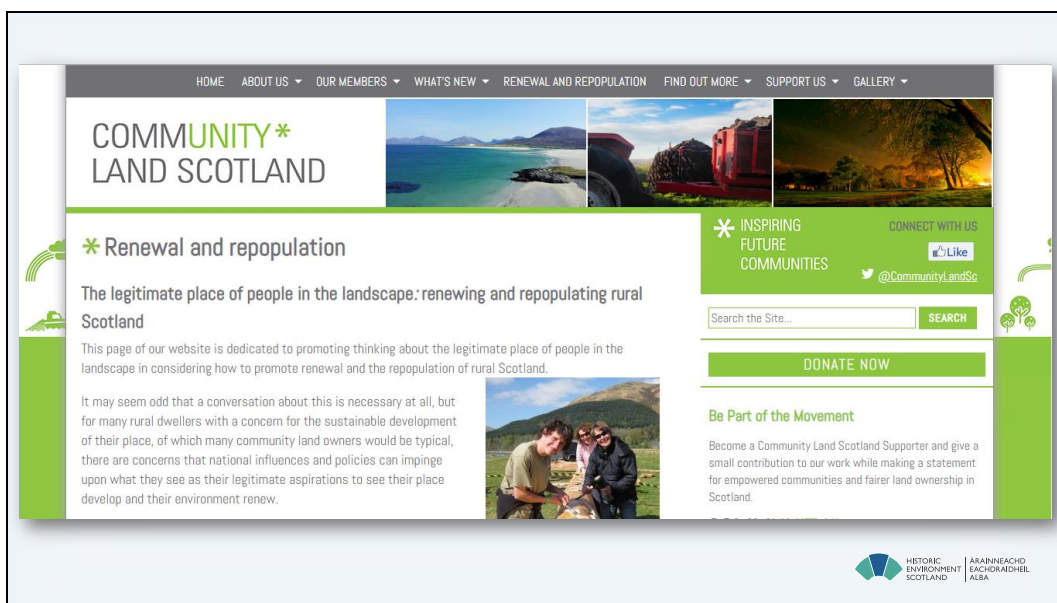 HOME ABOUT US OUR MEMBERS WHAT'S NEW RENEWAL AND REPOPULATION FIND OUT MORE SUPPORT US GALLERY
COMMUNITY*
LAND SCOTLAND
* Renewal and repopulation
The legitimate place of people in the landscape: renewing and repopulating rural
Scotland
This page of our website is dedicated to promoting thinking about the legitimate place of people in the
landscape in considering how to promote renewal and the repopulation of rural Scotland.
It may seem odd that a conversation about this is necessary at all, but
for many rural dwellers with a concern for the sustainable development
of their place, of which many community land owners would be typical,
there are concerns that national influences and policies can impinge
upon what they see as their legitimate aspirations to see their place
develop and their environment renew.
* INSPIRING
FUTURE
COMMUNITIES
CONNECT WITH US
Like
@CommunityLandSc
Search the Site...
SEARCH
DONATE NOW
Be Part of the Movement
Become a Community Land Scotland Supporter and give a
small contribution to our work while making a statement
for empowered communities and fairer land ownership in
Scotland.
HISTORIC
ENVIRONMENT
SCOTLAND
ÀRAINNEACHD
EACHDRAIDHEIL
ALBA